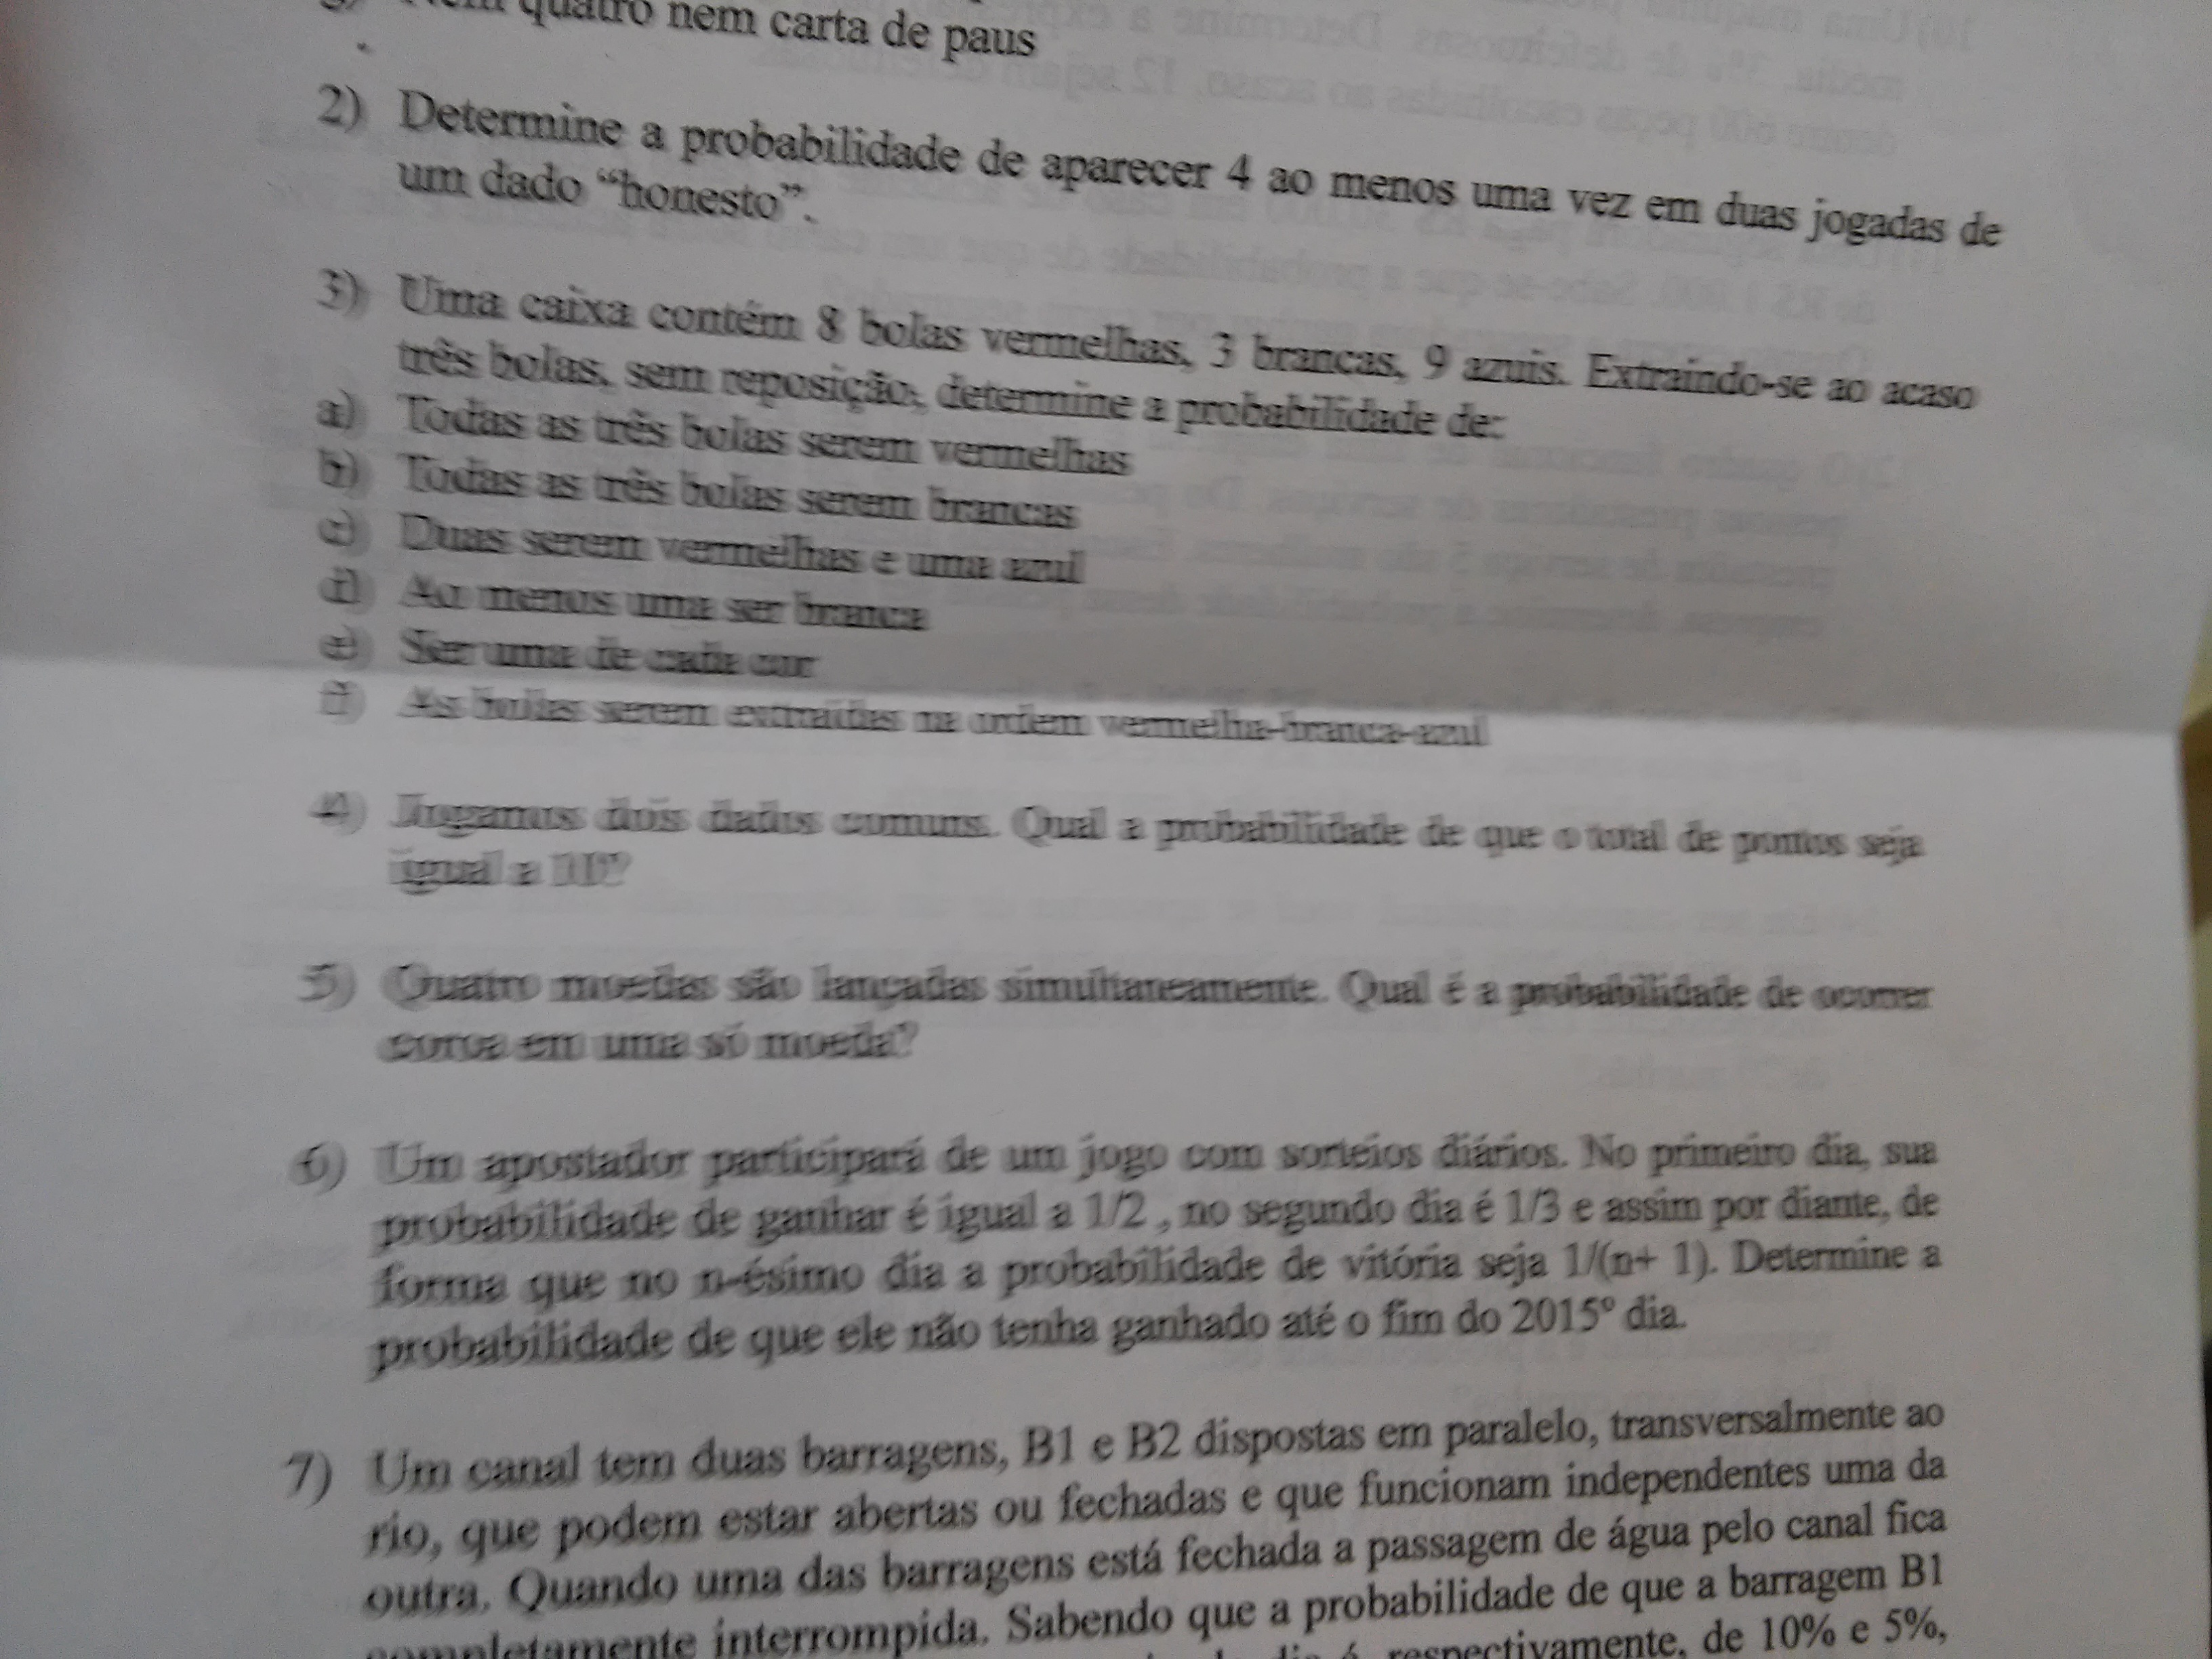 quatro nem carta de paus
2) Determine a probabilidade de aparecer 4 ao menos uma vez em duas jogadas de
um dado “honesto”.
3) Uma caixa contém 8 bolas vermelhas, 3 brancas, 9 azuis. Extraindo-se ao acaso
três bolas, sem reposição, determine a probabilidade de:
a) Todas as três bolas serem vermelhas
b) Todas as três bolas serem brancas
c) Duas serem vermelhas e uma azul
d) Ao menos uma ser branca
e) Ser uma de cada cor
f) As bolas serem extraídas na ordem vermelha-branca-azul
4) Jogamos dois dados comuns. Qual a probabilidade de que o total de pontos seja
igual a
5) Quatro moedas são lançadas simultaneamente. Qual é a probabilidade de ocorrer
coroa em uma só moeda?
6) Um apostador participará de um jogo com sorteios diários. No primeiro dia, sua
probabilidade de ganhar é igual a 1/2 , no segundo dia é 1/3 e assim por diante, de
forma que no n-ésimo dia a probabilidade de vitória seja 1/(n+ 1). Determine a
probabilidade de que ele não tenha ganhado até o fim do 2015º dia.
7) Um canal tem duas barragens, B1 e B2 dispostas em paralelo, transversalmente ao
rio, que podem estar abertas ou fechadas e que funcionam independentes uma da
outra. Quando uma das barragens está fechada a passagem de água pelo canal fica
completamente interrompida. Sabendo que a probabilidade de que a barragem B1
respectivamente, de 10% e 5%,